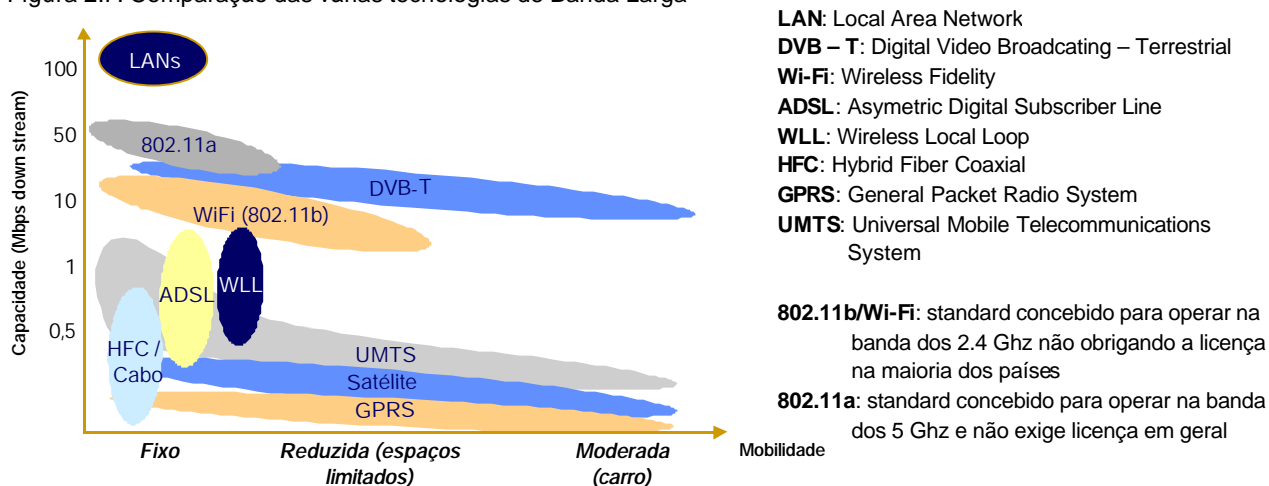 Figura 2.7: Comparação das várias tecnologias de Banda Larga
Capacidade (Mbps down stream)
100
50
10
1
0,5
LANs
802.11a
DVB-T
WiFi (802.11b)
ADSL
WLL
HFC /
Cabo
UMTS
Satélite
GPRS
Fixo
Reduzida (espaços
limitados)
Moderada
(carro)
Mobilidade
LAN: Local Area Network
DVB – T: Digital Video Broadcating – Terrestrial
Wi-Fi: Wireless Fidelity
ADSL: Asymetric Digital Subscriber Line
WLL: Wireless Local Loop
HFC: Hybrid Fiber Coaxial
GPRS: General Packet Radio System
UMTS: Universal Mobile Telecommunications
System
802.11b/Wi-Fi: standard concebido para operar na
banda dos 2.4 Ghz não obrigando a licença
na maioria dos países
802.11a: standard concebido para operar na banda
dos 5 Ghz e não exige licença em geral